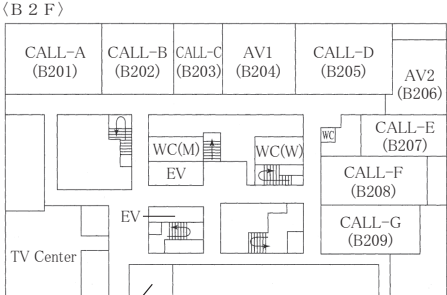 〈B2F〉
CALL-A
(B201)
CALL-B
(B202)
CALL-C
(B203)
AV1
(B204)
CALL-D
(B205)
AV2
(B206)
CALL-E
(B207)
WC
WC(M)
WC(W)
EV
CALL-F
(B208)
EV
CALL-G
(B209)
TV Center